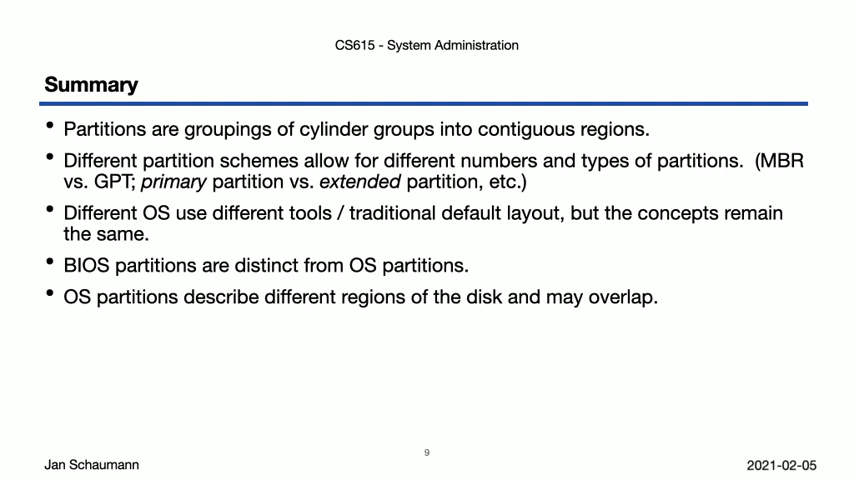 CS615 - System Administration
Summary
• Partitions are groupings of cylinder groups into contiguous regions.
• Different partition schemes allow for different numbers and types of partitions. (MBR
vs. GPT; primary partition vs. extended partition, etc.)
• Different OS use different tools / traditional default layout, but the concepts remain
the same.
• BIOS partitions are distinct from OS partitions.
• OS partitions describe different regions of the disk and may overlap.
9
Jan Schaumann
2021-02-05